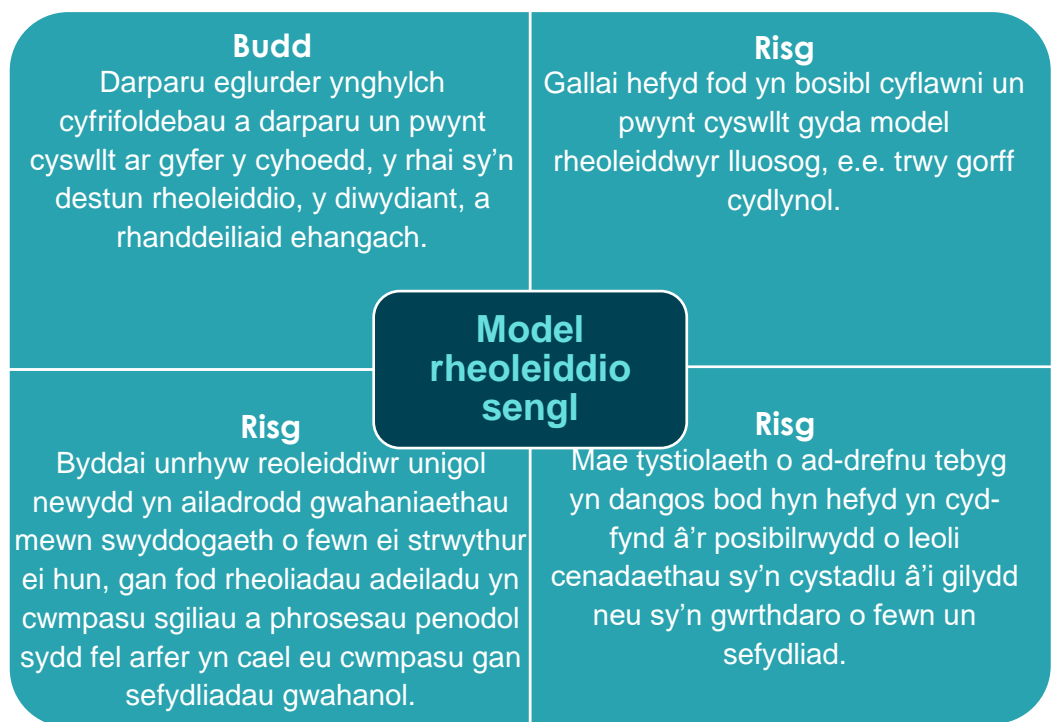 Budd
Darparu eglurder ynghylch
cyfrifoldebau a darparu un pwynt
cyswllt ar gyfer y cyhoedd, y rhai sy’n
destun rheoleiddio, y diwydiant, a
rhanddeiliaid ehangach.
Risg
Gallai hefyd fod yn bosibl cyflawni un
pwynt cyswllt gyda model
rheoleiddwyr lluosog, e.e. trwy gorff
cydlynol.
Model
rheoleiddio
sengl
Risg
Byddai unrhyw reoleiddiwr unigol
newydd yn ailadrodd gwahaniaethau
mewn swyddogaeth o fewn ei strwythur
ei hun, gan fod rheoliadau adeiladu yn
cwmpasu sgiliau a phrosesau penodol
sydd fel arfer yn cael eu cwmpasu gan
sefydliadau gwahanol.
Risg
Mae tystiolaeth o ad-drefnu tebyg
yn dangos bod hyn hefyd yn cyd-
fynd â’r posibilrwydd o leoli
cenadaethau sy’n cystadlu â’i gilydd
neu sy’n gwrthdaro o fewn un
sefydliad.